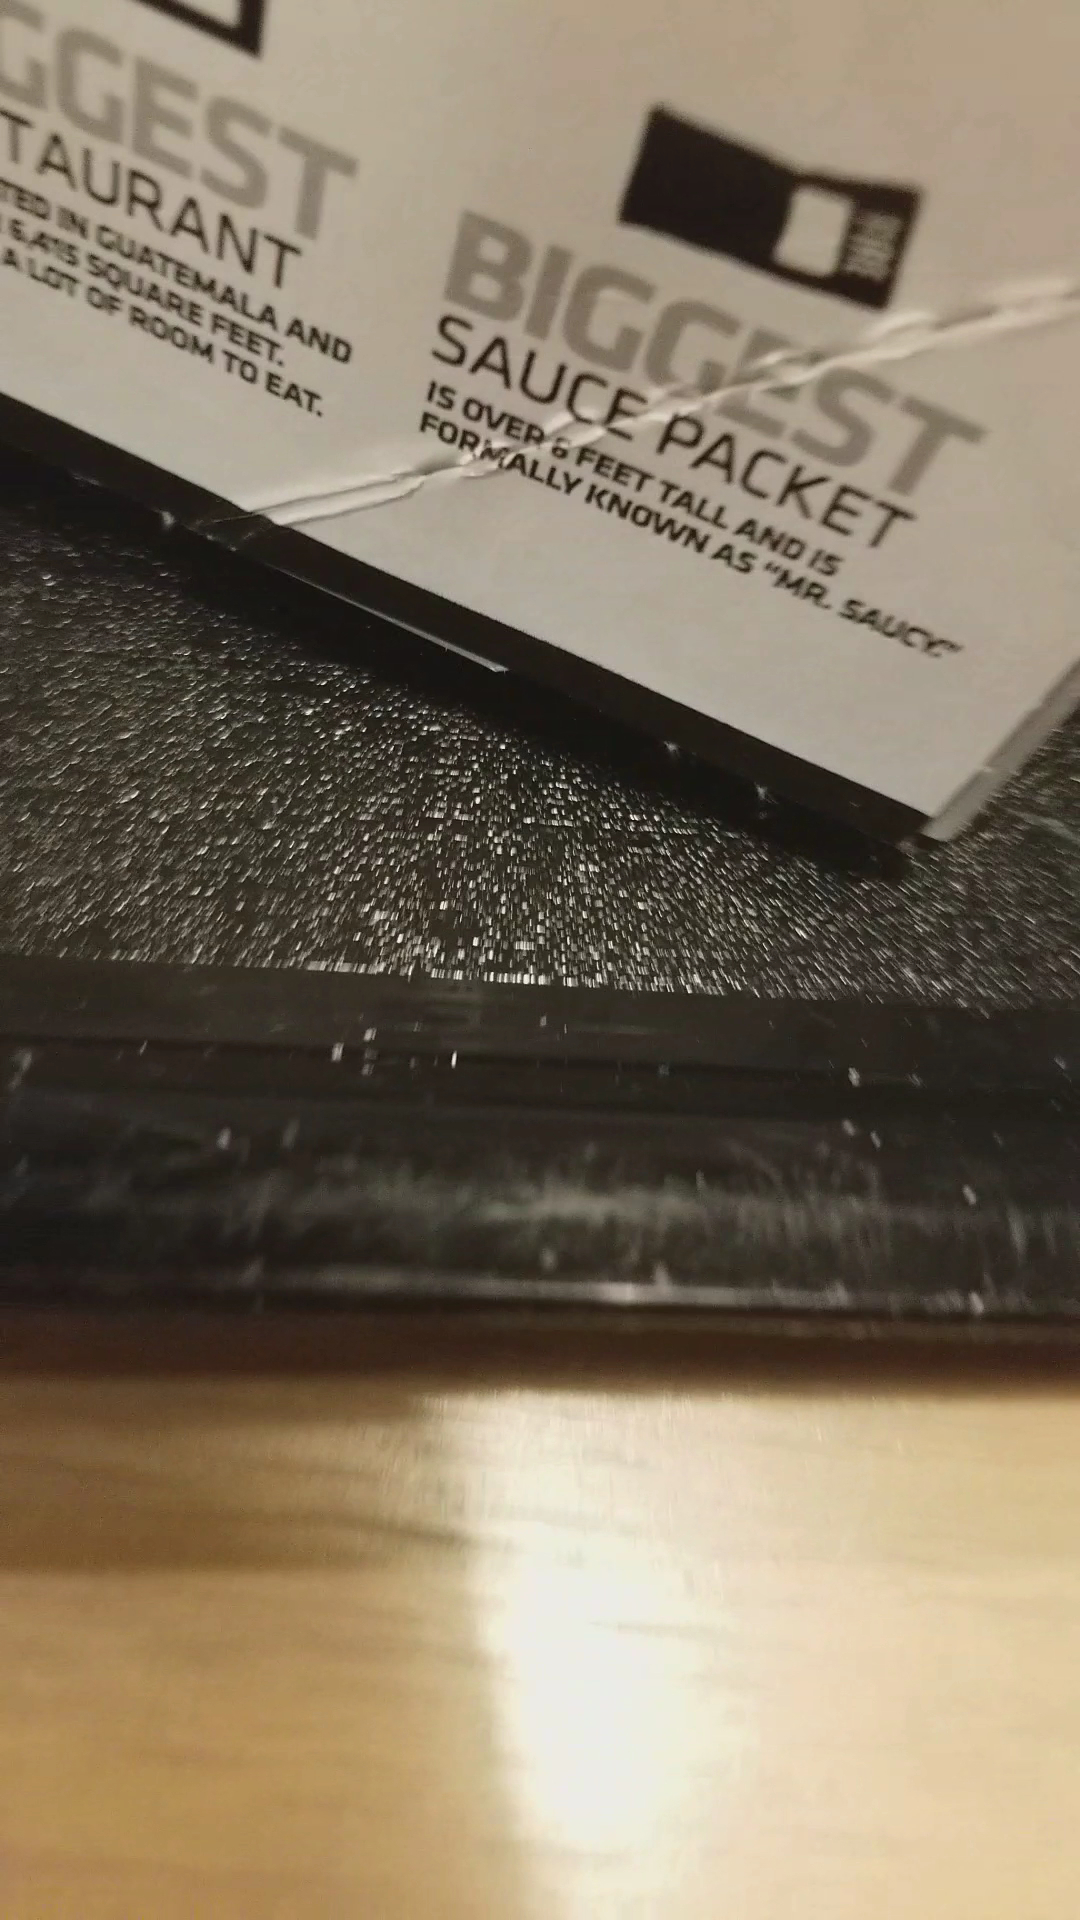 GGEST
TAURANT
TED IN GUATEMALA AND
6,415 SQUARE FEET.
A LOT OF ROOM TO EAT.
BIGGEST
SAUCE PACKET
IS OVER 6 FEET TALL AND IS
FORMALLY KNOWN AS “MR. SAUCY.”